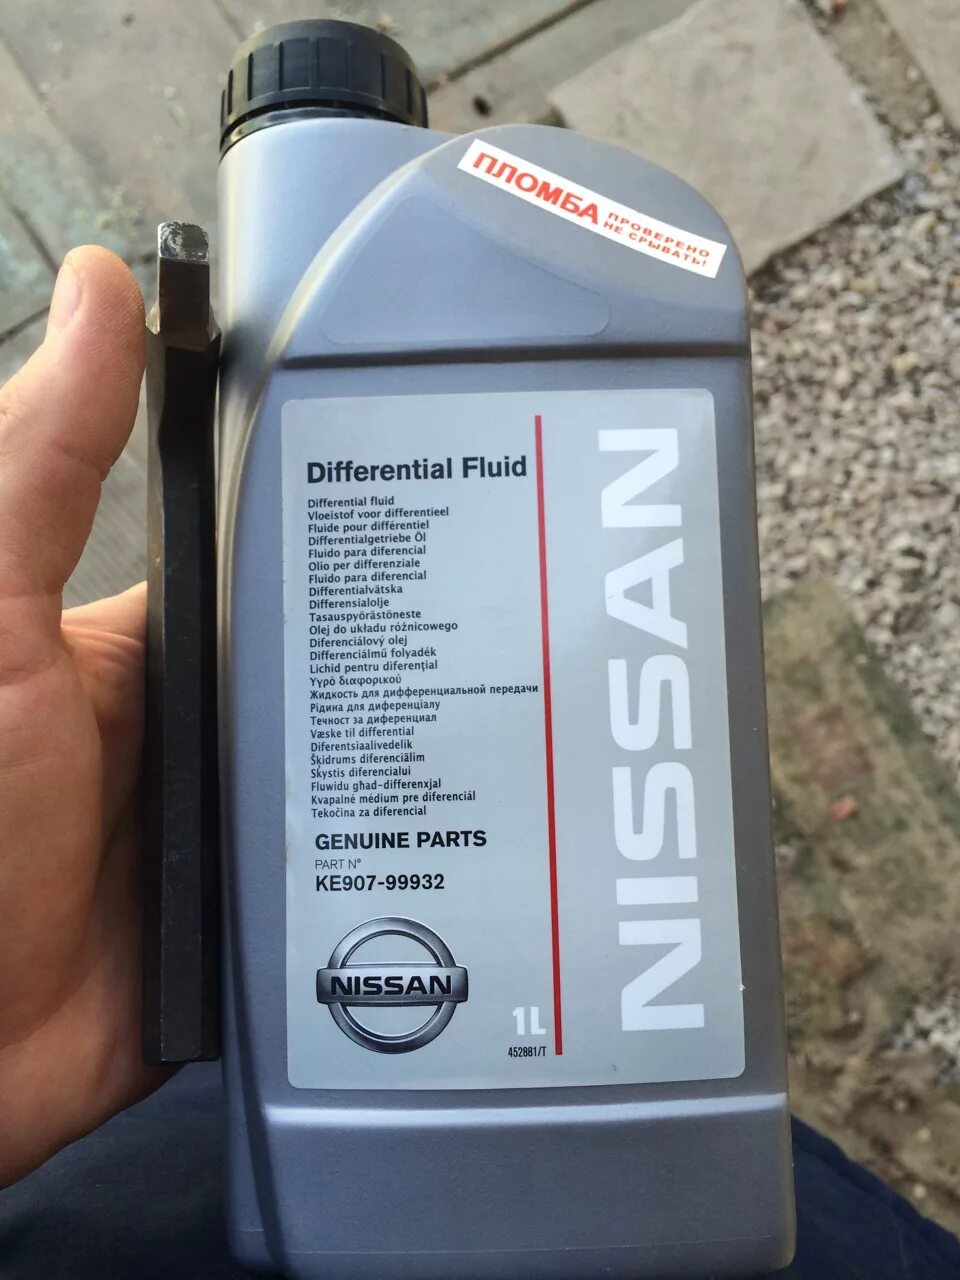 ПЛОМБА ПРОВЕРЕНО
НЕ СРЫВАТЬ!
Differential Fluid
Differential fluid
Vloeistof voor differentieel
Fluide pour différentiel
Differentialgetriebe Öl
Fluido para diferencial
Olio per differenziale
Fluido para diferencial
Differentialvätska
Differensialolje
Tasauspyörästöneste
Olej do układu różnicowego
Diferenciálový olej
Differenciálmű folyadék
Lichid pentru diferențial
Υγρό διαφορικού
Жидкость для дифференциальной передачи
Рідина для диференціалу
Течност за диференциал
Væske til differential
Diferentsiaalivedelik
Šķidrums diferenciālim
Skystis diferencialui
Fluwidu għad-differenxjal
Kvapalné médium pre diferenciál
Tekočina za diferencial
GENUINE PARTS
PART N°
KE907-99932
NISSAN
1L
452881/T
NISSAN